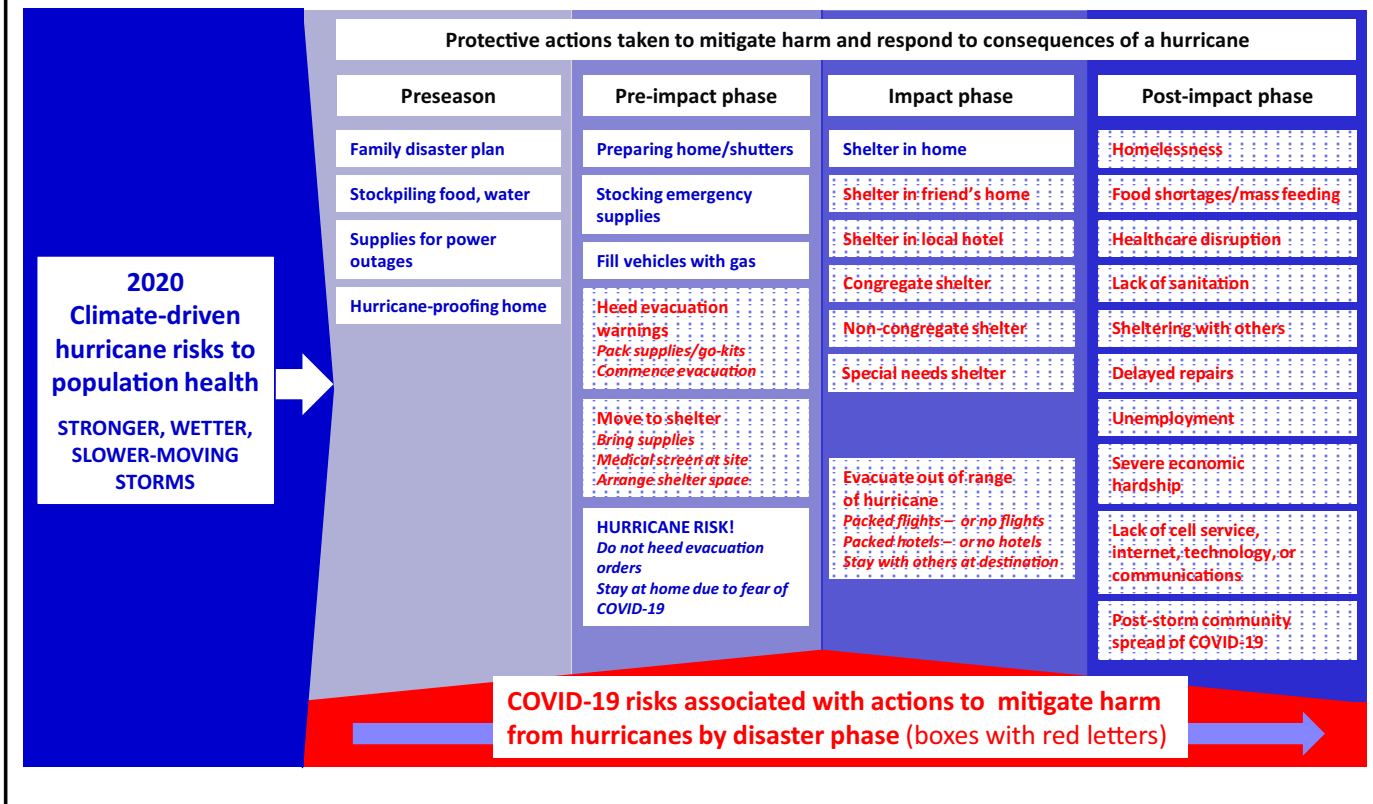 Protective actions taken to mitigate harm and respond to consequences of a hurricane
2020
Climate-driven
hurricane risks to
population health
STRONGER, WETTER,
SLOWER-MOVING
STORMS
Preseason
Family disaster plan
Stockpiling food, water
Supplies for power
outages
Hurricane-proofing home
Pre-impact phase
Preparing home/shutters
Stocking emergency
supplies
Fill vehicles with gas
Heed evacuation
warnings
Pack supplies/go-kits
Commence evacuation
Move to shelter
Bring supplies
Medical screen at site
Arrange shelter space
HURRICANE RISK!
Do not heed evacuation
orders
Stay at home due to fear of
COVID-19
Impact phase
Shelter in home
Shelter in friend's home
Shelter in local hotel
Congregate shelter
Non-congregate shelter
Special needs shelter
Evacuate out of range
of hurricane
Packed flights – or no flights
Packed hotels – or no hotels
Stay with others at destination
Post-impact phase
Homelessness
Food shortages/mass feeding
Healthcare disruption
Lack of sanitation
Sheltering with others
Delayed repairs
Unemployment
Severe economic
hardship
Lack of cell service,
internet, technology, or
communications
Post-storm community
spread of COVID-19
COVID-19 risks associated with actions to mitigate harm
from hurricanes by disaster phase (boxes with red letters)